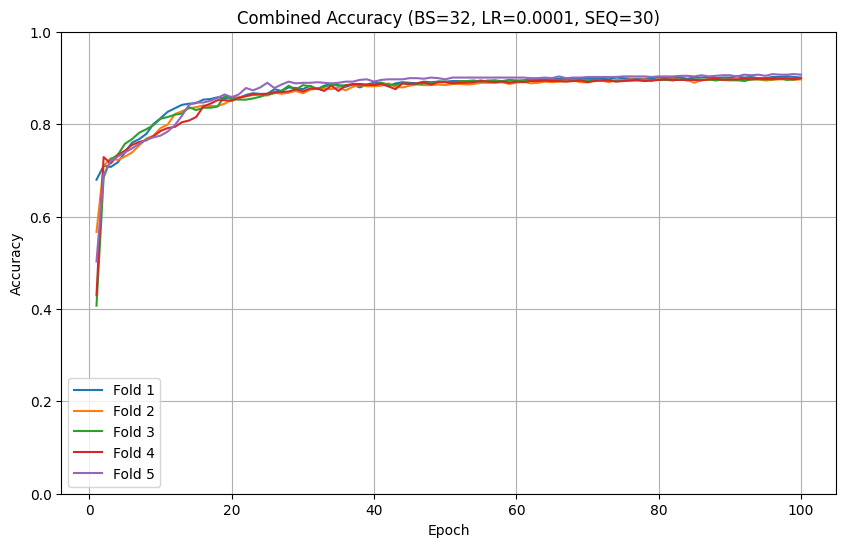 Combined Accuracy (BS=32, LR=0.0001, SEQ=30)
Accuracy
1.0
0.8
0.6
0.4
0.2
0.0
Fold 1
Fold 2
Fold 3
Fold 4
Fold 5
0 20 40 60 80 100
Epoch